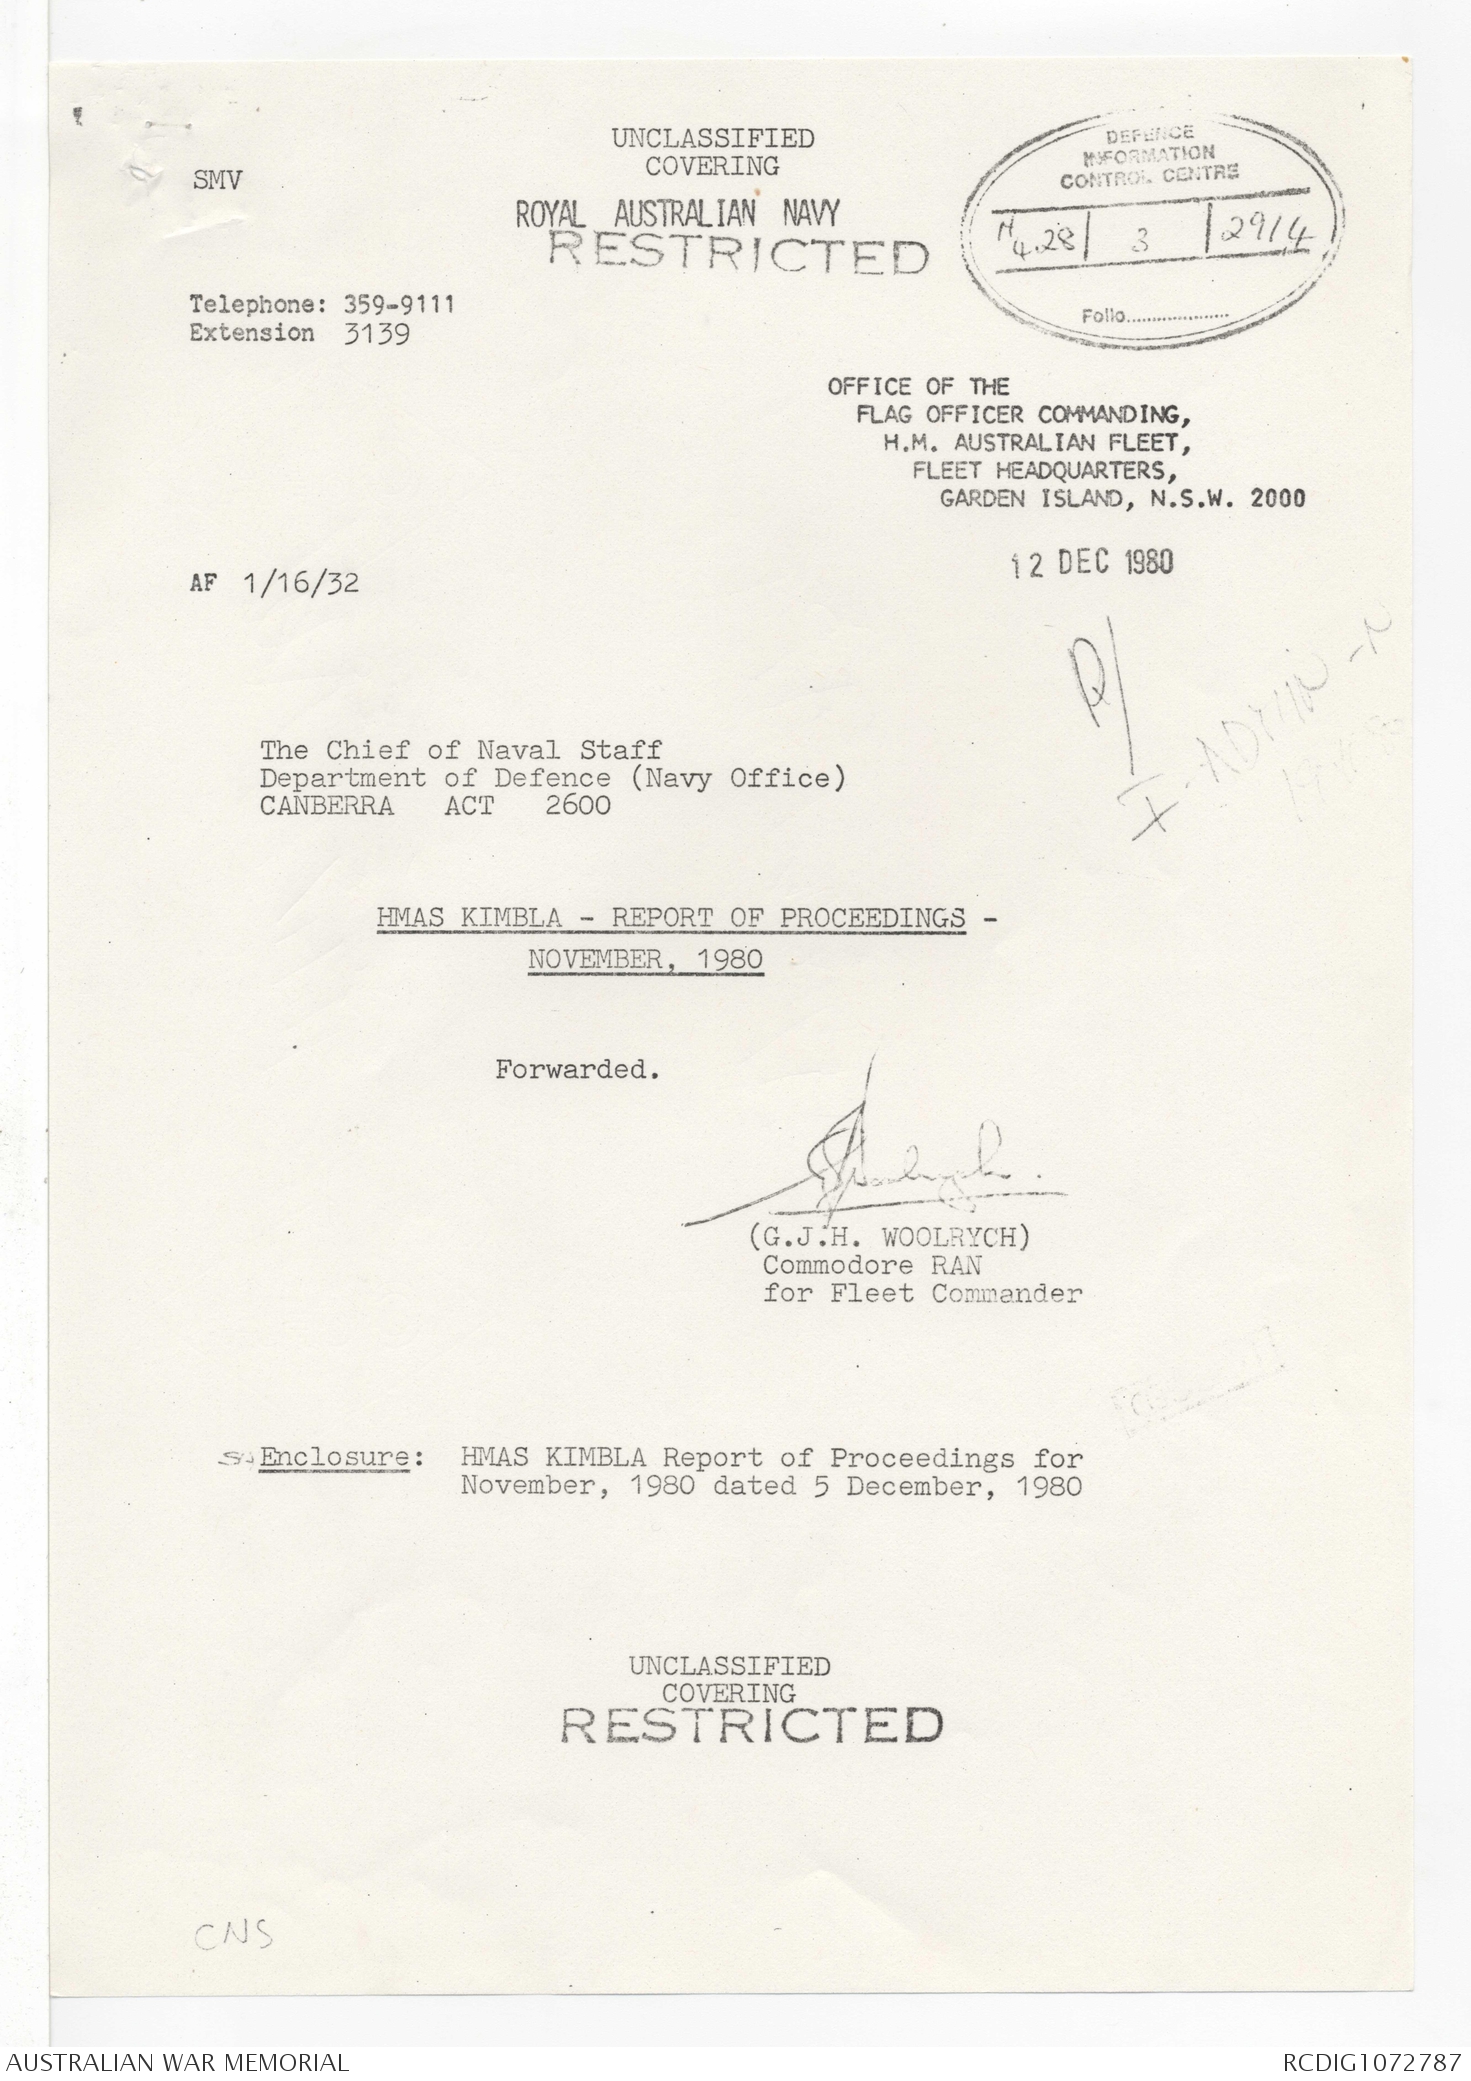 UNCLASSIFIED
COVERING
SMV
ROYAL AUSTRALIAN NAVY
RESTRICTED
DEFENCE
INFORMATION
CONTROL CENTRE
N4.28 3 291/4
Folio....................
Telephone: 359-9111
Extension 3139
OFFICE OF THE
FLAG OFFICER COMMANDING,
H.M. AUSTRALIAN FLEET,
FLEET HEADQUARTERS,
GARDEN ISLAND, N.S.W. 2000
12 DEC 1980
AF 1/16/32
The Chief of Naval Staff
Department of Defence (Navy Office)
CANBERRA ACT 2600
HMAS KIMBLA - REPORT OF PROCEEDINGS -
NOVEMBER, 1980
Forwarded.
(G.J.H. WOOLRYCH)
Commodore RAN
for Fleet Commander
Enclosure: HMAS KIMBLA Report of Proceedings for
November, 1980 dated 5 December, 1980
UNCLASSIFIED
COVERING
RESTRICTED
CNS
AUSTRALIAN WAR MEMORIAL
RCDIG1072787